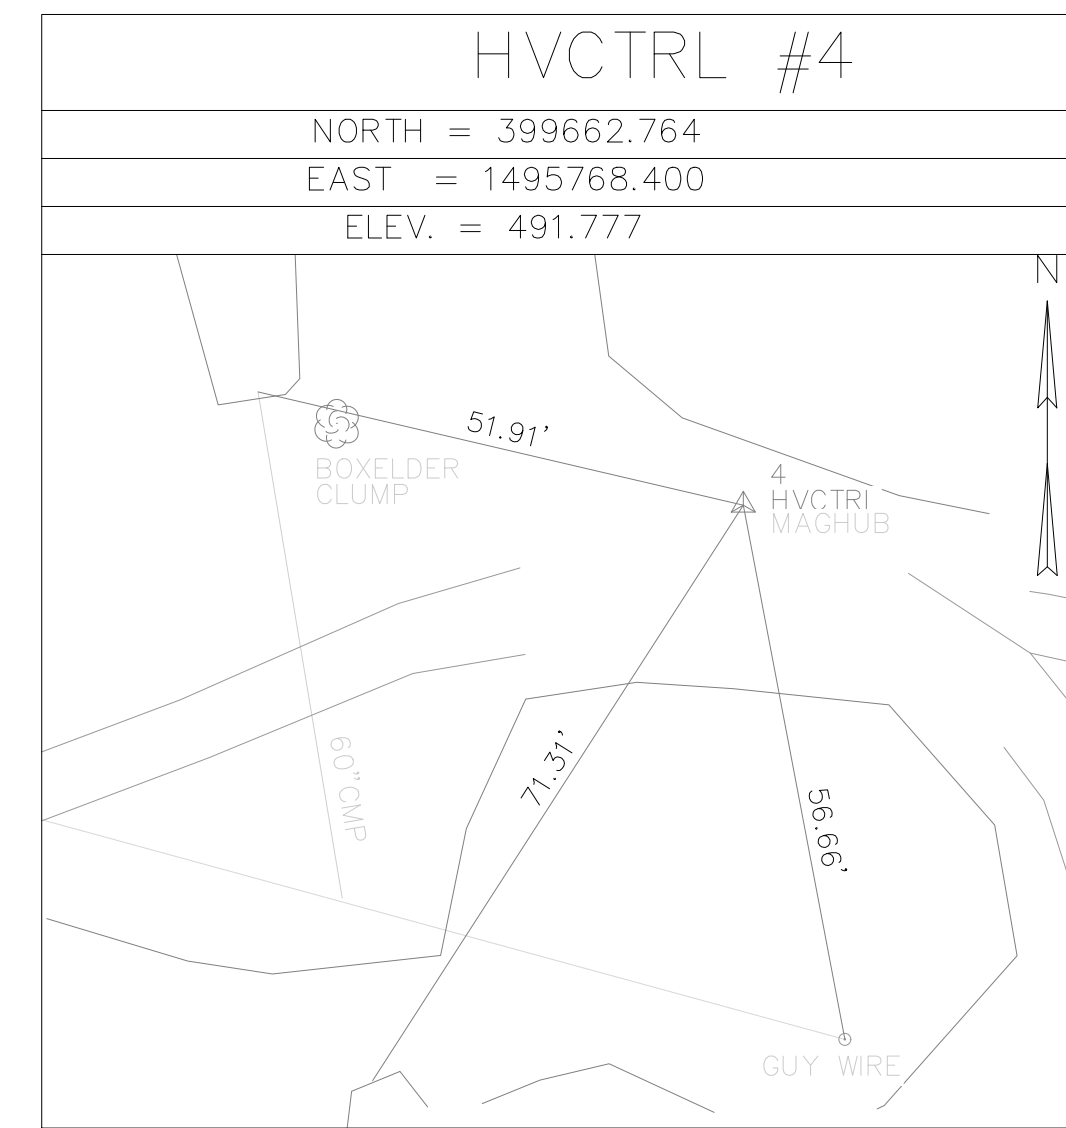 HVCTRL #4
NORTH = 399662.764
EAST = 1495768.400
ELEV. = 491.777
N
51.91'
BOXELDER
CLUMP
4
HVCTRL
MAGHUB
60"CMP
71.31'
56.66'
GUY WIRE